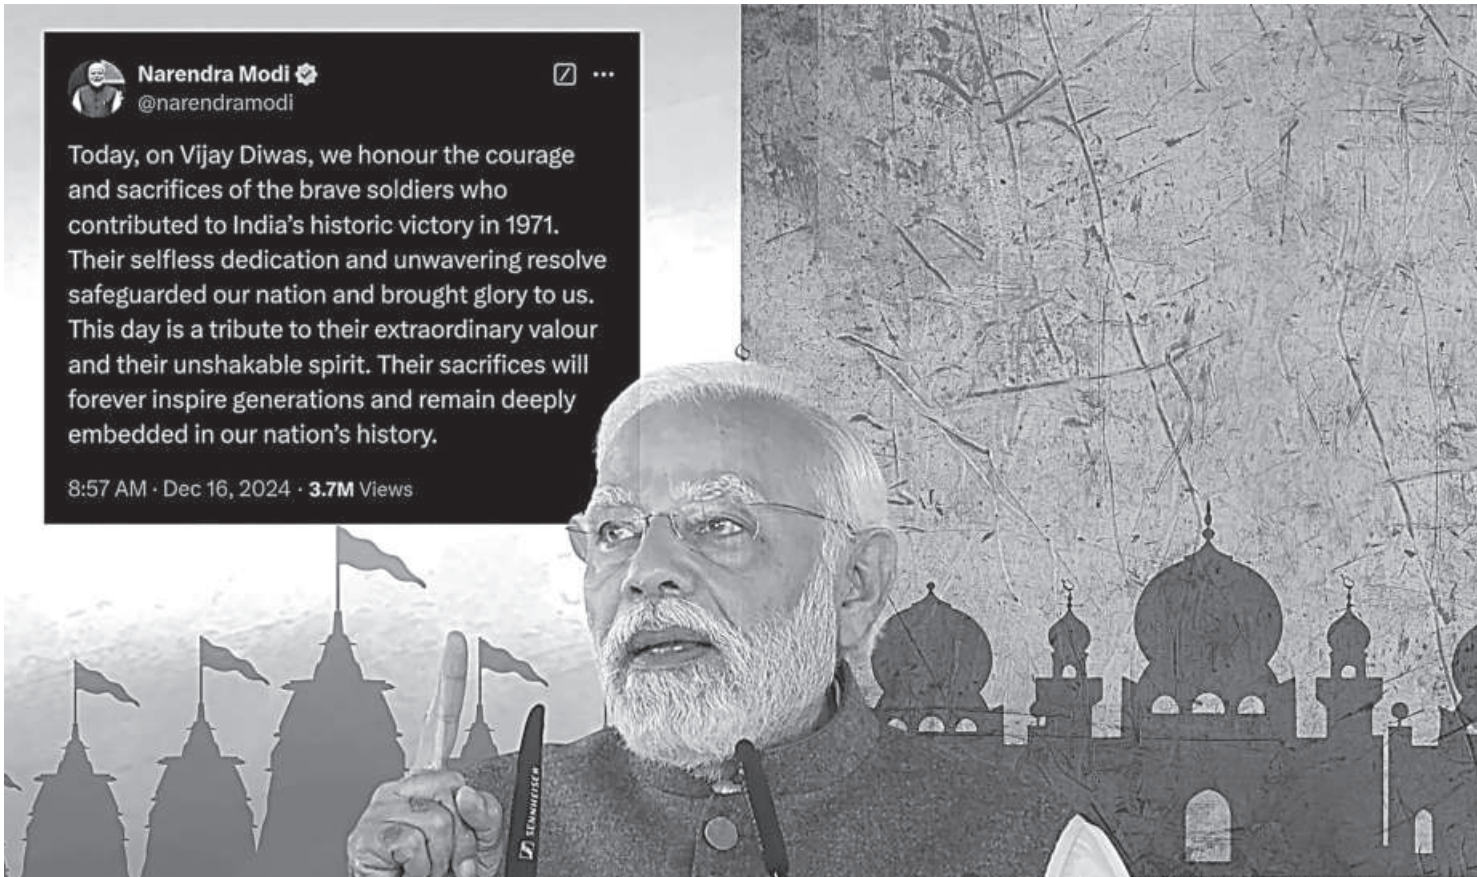 Narendra Modi
@narendramodi
Today, on Vijay Diwas, we honour the courage
and sacrifices of the brave soldiers who
contributed to India’s historic victory in 1971.
Their selfless dedication and unwavering resolve
safeguarded our nation and brought glory to us.
This day is a tribute to their extraordinary valour
and their unshakable spirit. Their sacrifices will
forever inspire generations and remain deeply
embedded in our nation’s history.
8:57 AM · Dec 16, 2024 · 3.7M Views
SENNHEISER